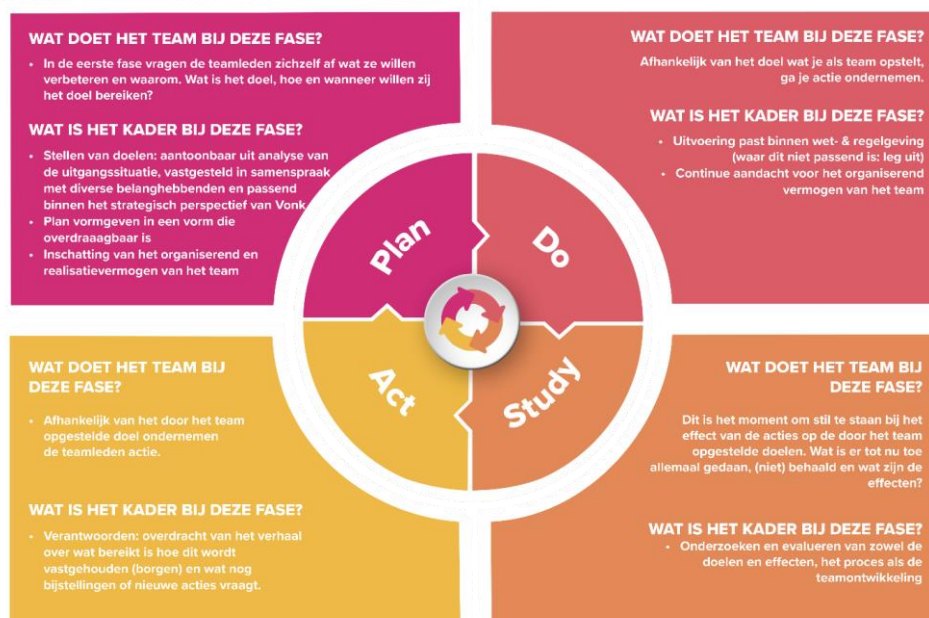 WAT DOET HET TEAM BIJ DEZE FASE?
• In de eerste fase vragen de teamleden zichzelf af wat ze willen
verbeteren en waarom. Wat is het doel, hoe en wanneer willen zij
het doel bereiken?
WAT IS HET KADER BIJ DEZE FASE?
• Stellen van doelen: aantoonbaar uit analyse van
de uitgangssituatie, vastgesteld in samenspraak
met diverse belanghebbenden en passend
binnen het strategisch perspectief van Vonk
• Plan vormgeven in een vorm die
overdraaagbaar is
• Inschatting van het organiserend en
realisatievermogen van het team
WAT DOET HET TEAM BIJ DEZE FASE?
Afhankelijk van het doel wat je als team opstelt,
ga je actie ondernemen.
WAT IS HET KADER BIJ DEZE FASE?
• Uitvoering past binnen wet- & regelgeving
(waar dit niet passend is: leg uit)
• Continue aandacht voor het organiserend
vermogen van het team
Plan
Do
Act
Study
WAT DOET HET TEAM BIJ
DEZE FASE?
• Afhankelijk van het door het team
opgestelde doel ondernemen
de teamleden actie.
WAT IS HET KADER BIJ DEZE FASE?
• Verantwoorden: overdracht van het verhaal
over wat bereikt is hoe dit wordt
vastgehouden (borgen) en wat nog
bijstellingen of nieuwe acties vraagt.
WAT DOET HET TEAM BIJ
DEZE FASE?
Dit is het moment om stil te staan bij het
effect van de acties op de door het team
opgestelde doelen. Wat is er tot nu toe
allemaal gedaan, (niet) behaald en wat zijn de
effecten?
WAT IS HET KADER BIJ DEZE FASE?
• Onderzoeken en evalueren van zowel de
doelen en effecten, het proces als de
teamontwikkeling